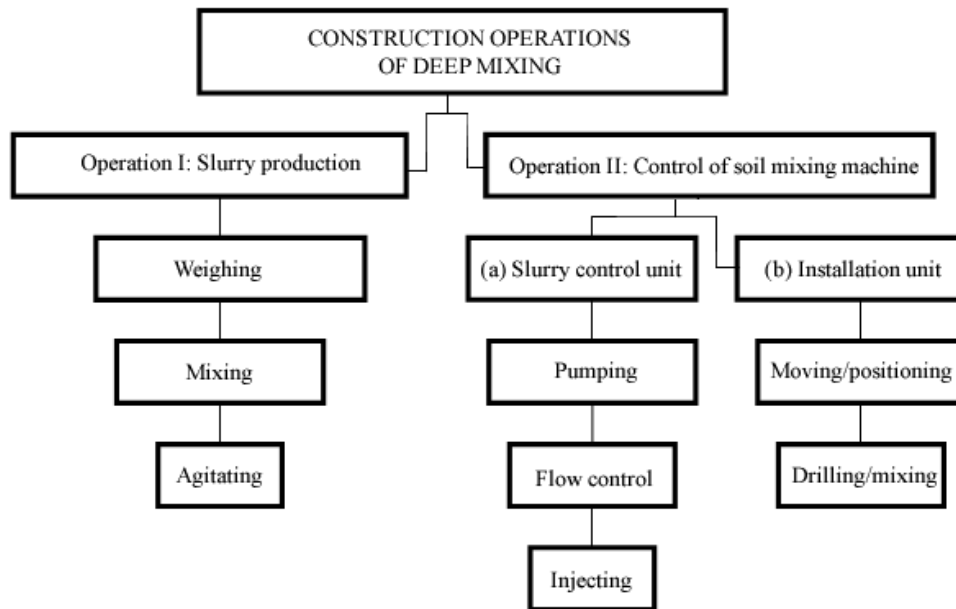 CONSTRUCTION OPERATIONS
OF DEEP MIXING
Operation I: Slurry production
Operation II: Control of soil mixing machine
Weighing
(a) Slurry control unit
(b) Installation unit
Mixing
Pumping
Moving/positioning
Agitating
Flow control
Drilling/mixing
Injecting